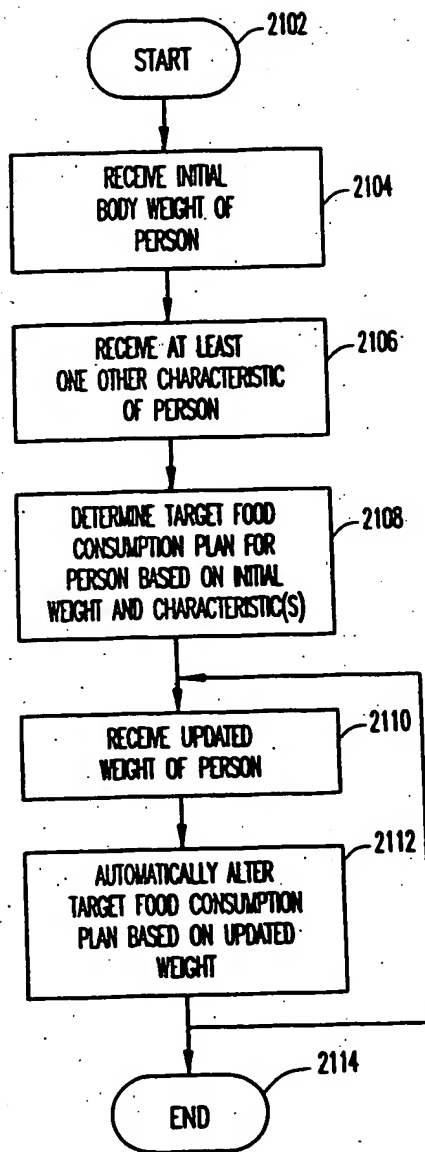 2102
START
RECEIVE INITIAL
BODY WEIGHT OF
PERSON
2104
RECEIVE AT LEAST
ONE OTHER CHARACTERISTIC
OF PERSON
2106
DETERMINE TARGET FOOD
CONSUMPTION PLAN FOR
PERSON BASED ON INITIAL
WEIGHT AND CHARACTERISTIC(S)
2108
RECEIVE UPDATED
WEIGHT OF PERSON
2110
AUTOMATICALLY ALTER
TARGET FOOD CONSUMPTION
PLAN BASED ON UPDATED
WEIGHT
2112
END
2114